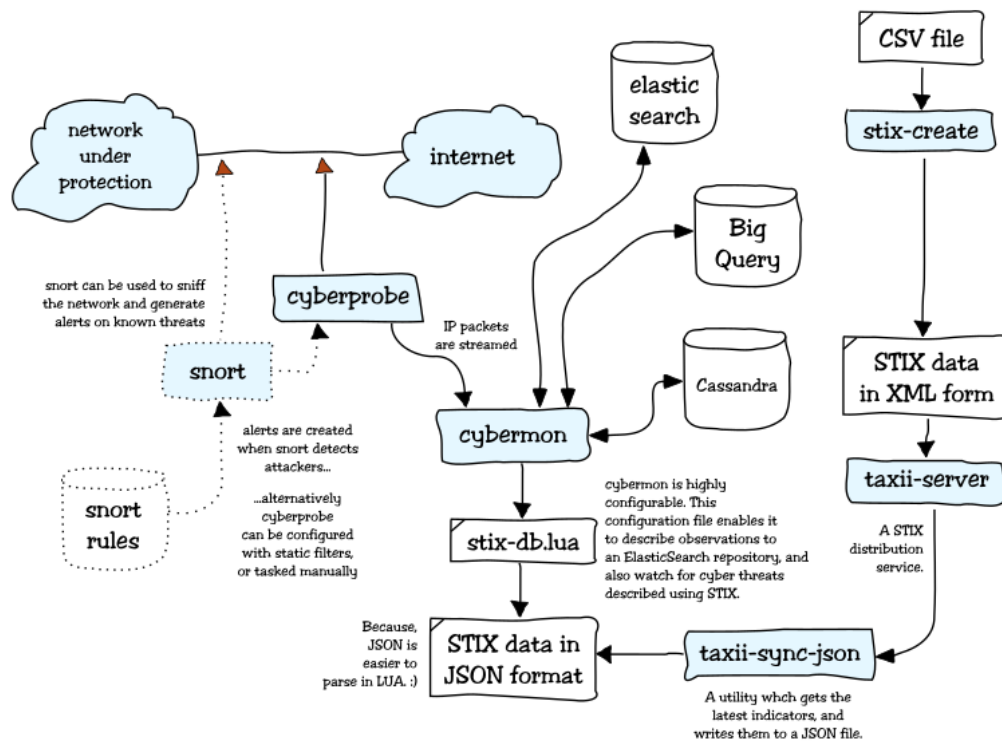 CSV file
elastic
search
network
under
protection
internet
stix-create
Big
Query
snort can be used to sniff
the network and generate
alerts on known threats
cyberprobe
IP packets
are streamed
snort
STIX data
in XML form
Cassandra
alerts are created
when snort detects
attackers...
...alternatively
cyberprobe
can be configured
with static filters,
or tasked manually
cybermon
snort
rules
taxii-server
cybermon is highly
configurable. This
configuration file enables it
to describe observations to
an ElasticSearch repository, and
also watch for cyber threats
described using STIX.
stix-db.lua
A STIX
distribution
service.
Because,
JSON is
easier to
parse in LUA. :)
STIX data in
JSON format
taxii-sync-json
A utility whch gets the
latest indicators, and
writes them to a JSON file.